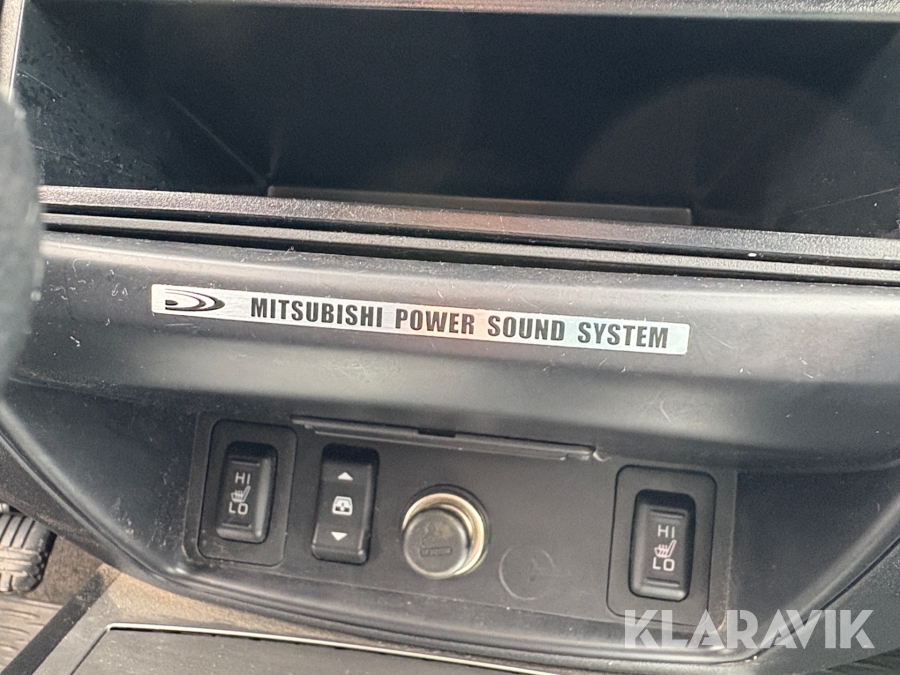 MITSUBISHI POWER SOUND SYSTEM
HI
LO
HI
LO
KLARAVIK